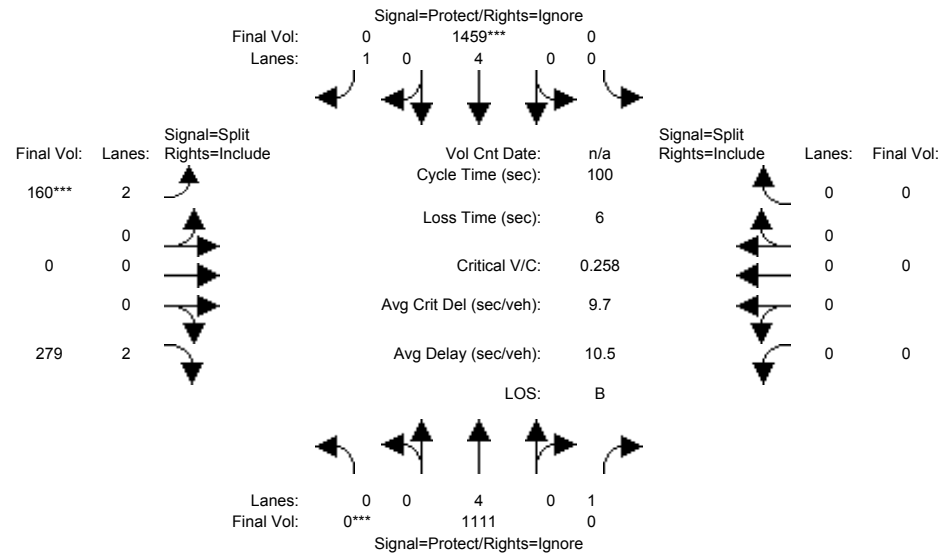 Signal=Protect/Rights=Ignore
Final Vol: 0 1459*** 0
Lanes: 1 0 4 0 0
Signal=Split
Final Vol: Lanes: Rights=Include
Vol Cnt Date: n/a
Signal=Split
Rights=Include Lanes: Final Vol:
Cycle Time (sec): 100
160*** 2
0 0
Loss Time (sec): 6
0
0
0 0
Critical V/C: 0.258
0 0
0
Avg Crit Del (sec/veh): 9.7
0
279 2
Avg Delay (sec/veh): 10.5
0 0
LOS: B
Lanes: 0 0 4 0 1
Final Vol: 0*** 1111 0
Signal=Protect/Rights=Ignore